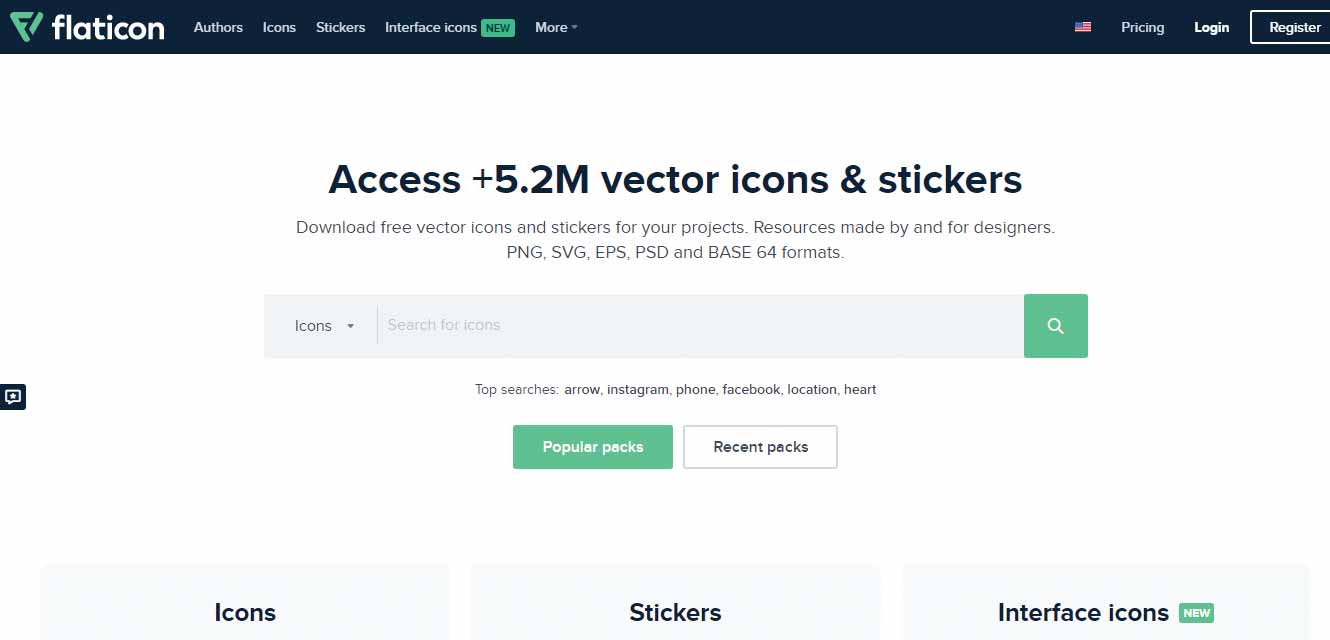 flaticon Authors Icons Stickers Interface icons NEW More Pricing Login Register
Access +5.2M vector icons & stickers
Download free vector icons and stickers for your projects. Resources made by and for designers.
PNG, SVG, EPS, PSD and BASE 64 formats.
Icons Search for icons
Top searches: arrow, instagram, phone, facebook, location, heart
Popular packs Recent packs
Icons Stickers Interface icons NEW